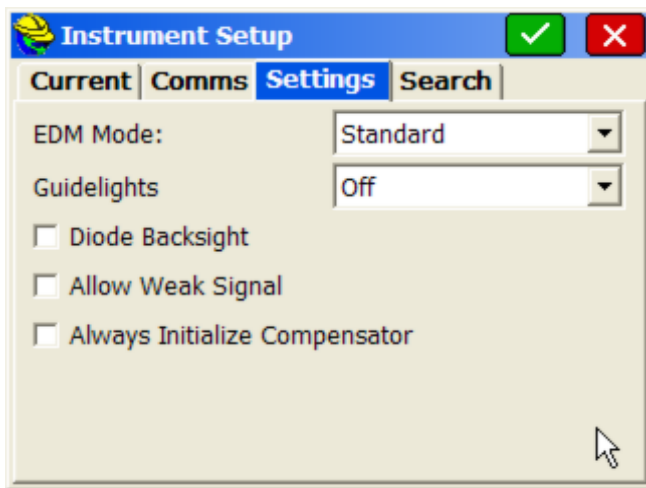 Instrument Setup
Current Comms Settings Search
EDM Mode: Standard
Guidelights Off
Diode Backsight
Allow Weak Signal
Always Initialize Compensator